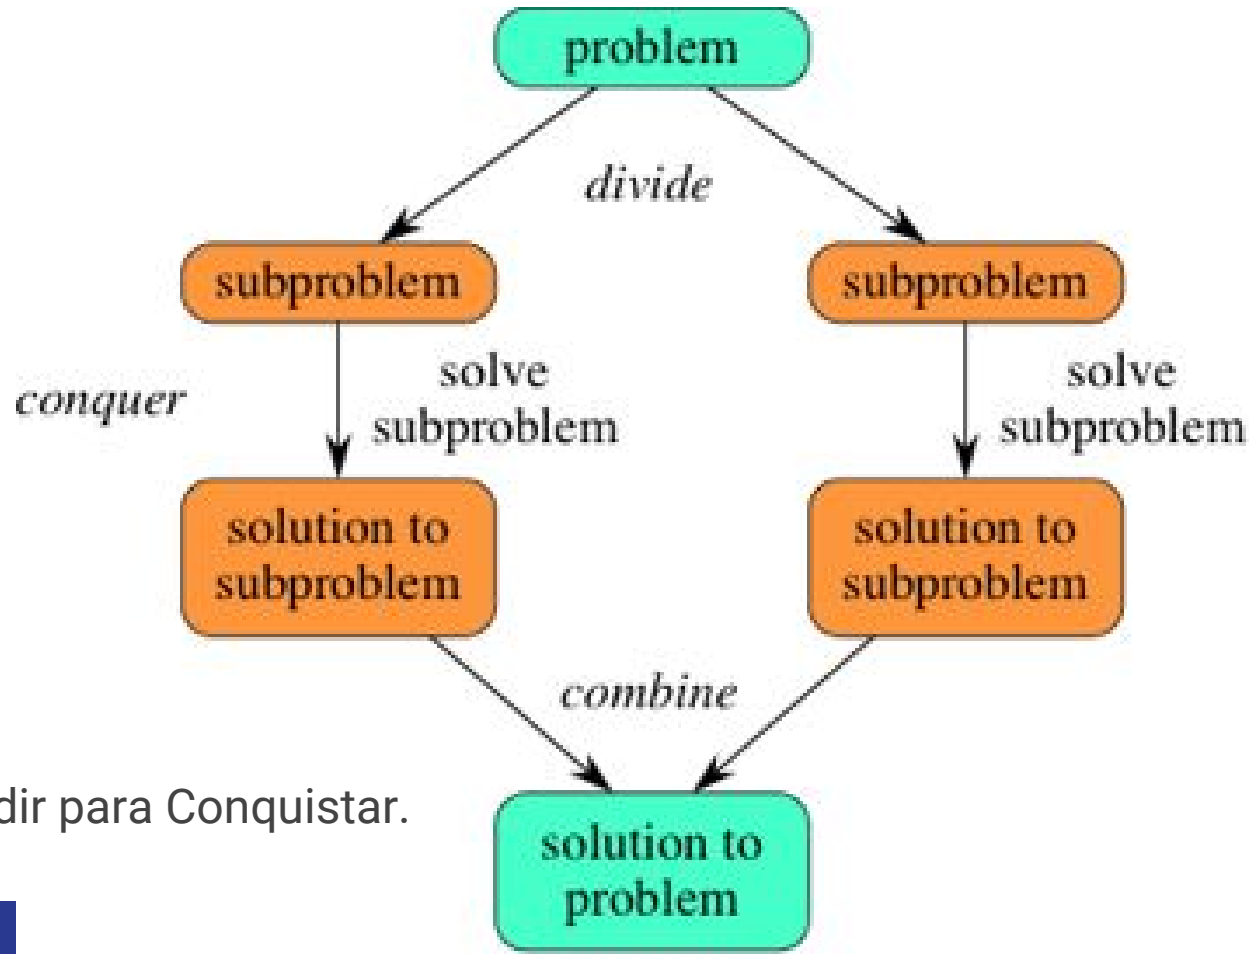 problem
divide
subproblem
subproblem
conquer
solve
subproblem
solve
subproblem
solution to
subproblem
solution to
subproblem
combine
dir para Conquistar.
solution to
problem